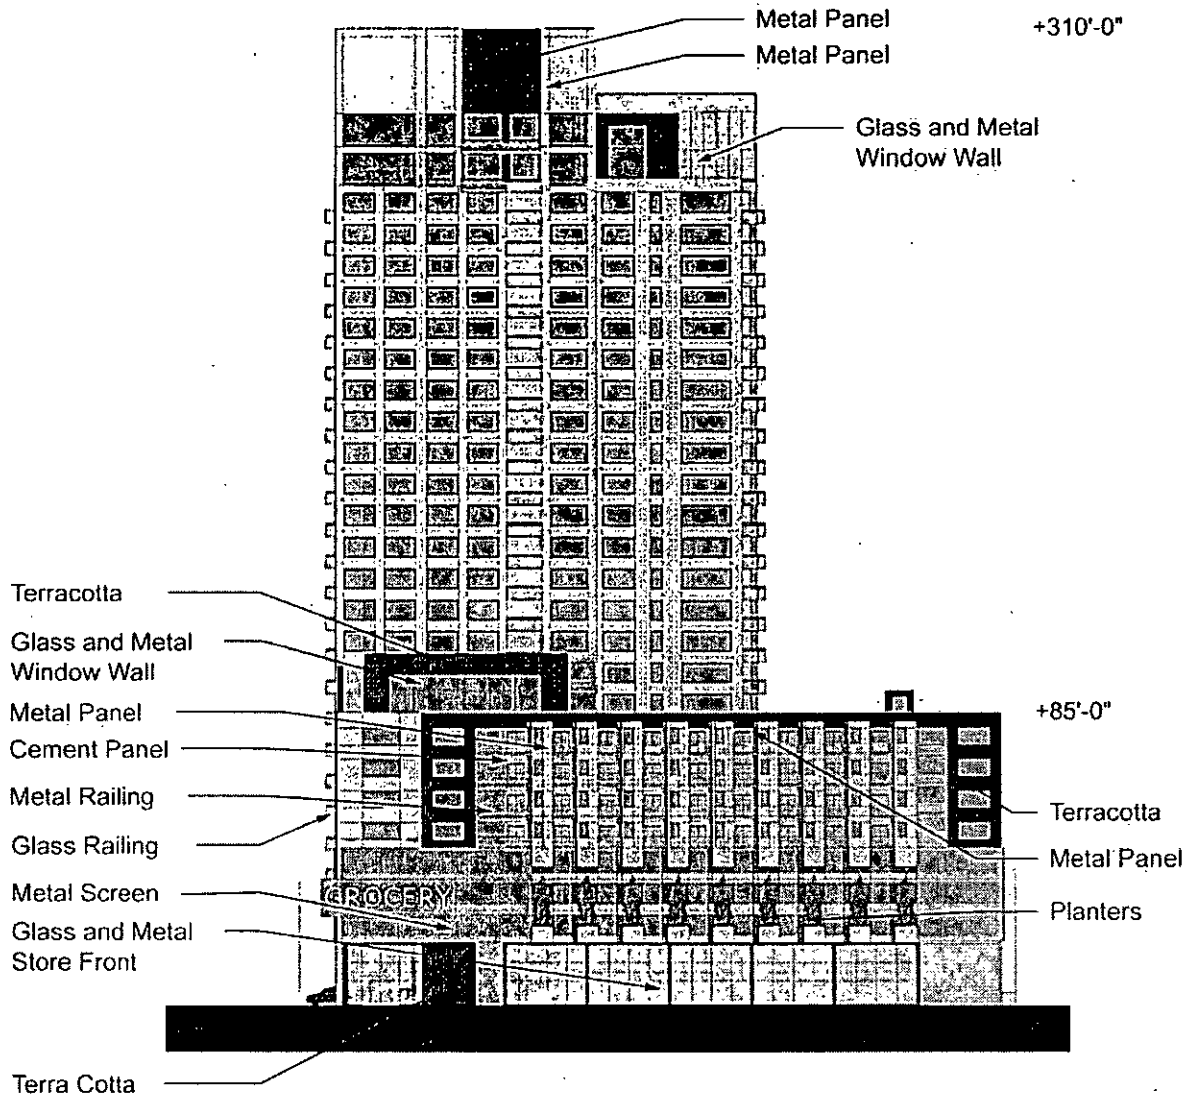 Metal Panel
+310'-0"
Metal Panel
Glass and Metal
Window Wall
Terracotta
Glass and Metal
Window Wall
Metal Panel
+85'-0"
Cement Panel
Metal Railing
Terracotta
Glass Railing
Metal Panel
Metal Screen
GROCERY
Planters
Glass and Metal
Store Front
Terra Cotta